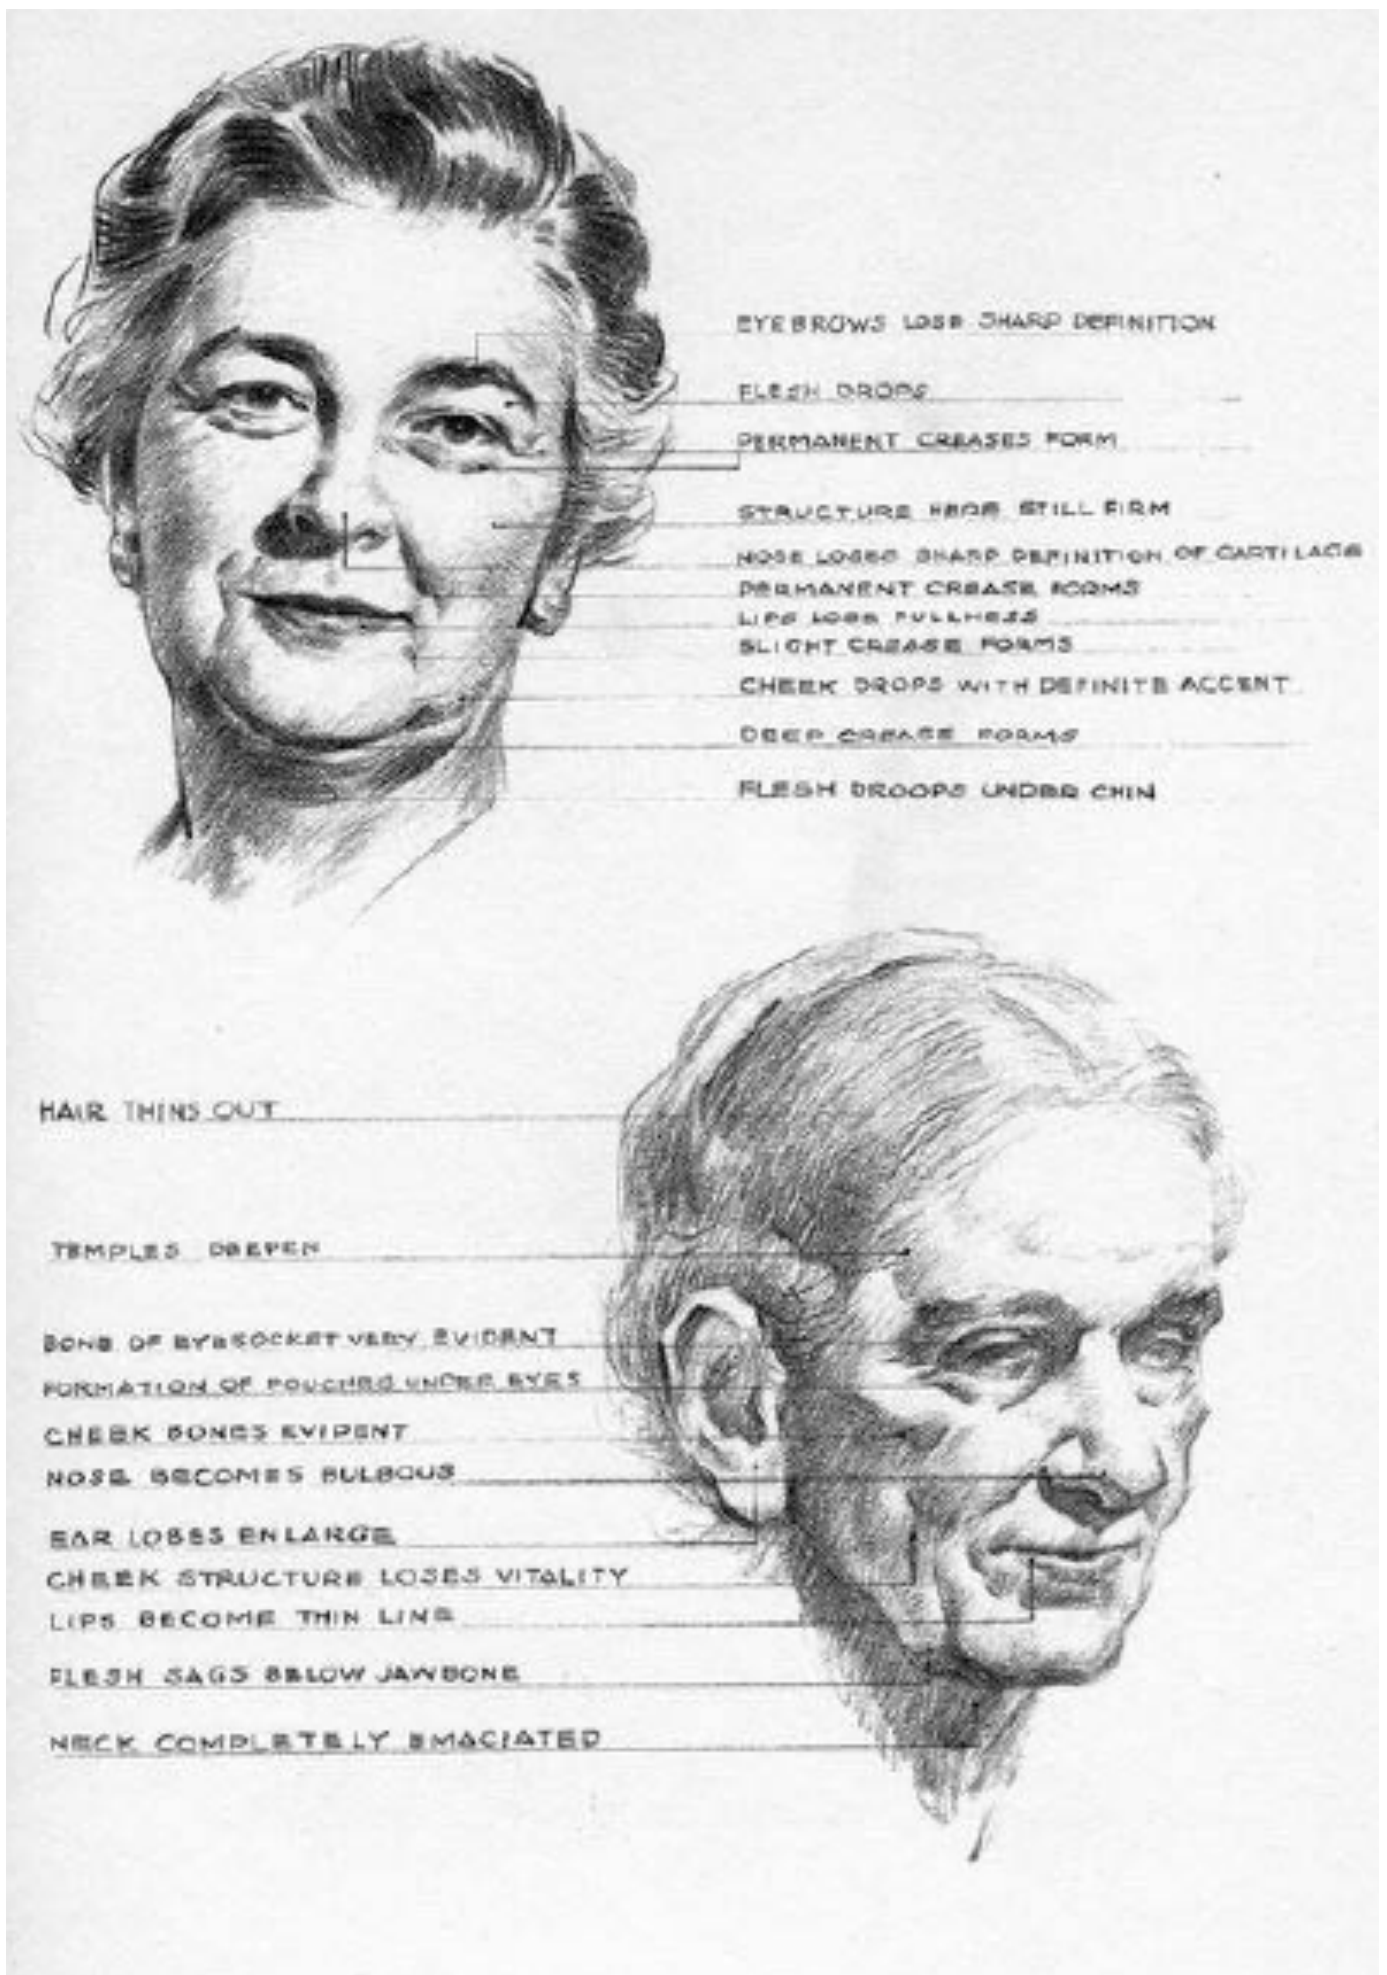 EYEBROWS LOSE SHARP DEFINITION
FLESH DROPS
PERMANENT CREASES FORM
STRUCTURE HERE STILL FIRM
NOSE LOSES SHARP DEFINITION OF CARTILAGE
PERMANENT CREASE FORMS
LIPS LOSE FULLNESS
SLIGHT CREASE FORMS
CHEEK DROPS WITH DEFINITE ACCENT
DEEP CREASE FORMS
FLESH DROOPS UNDER CHIN
HAIR THINS OUT
TEMPLES DEEPEN
BONE OF EYESOCKET VERY EVIDENT
FORMATION OF POUCHES UNDER EYES
CHEEK BONES EVIDENT
NOSE BECOMES BULBOUS
EAR LOBES ENLARGE
CHEEK STRUCTURE LOSES VITALITY
LIPS BECOME THIN LINE
FLESH SAGS BELOW JAWBONE
NECK COMPLETELY EMACIATED